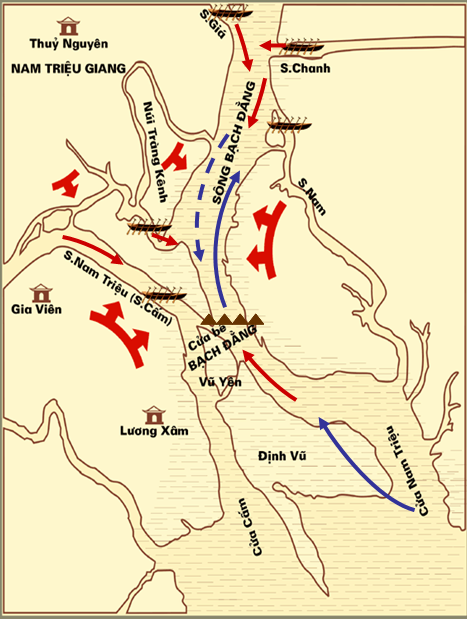 S.Giá
Thuỷ Nguyên
S.Chanh
NAM TRIỆU GIANG
SÔNG BẠCH ĐẰNG
Núi Tràng Kênh
S.Nam
S.Nam Triệu (S.Cấm)
Gia Viên
Cửa bể
BẠCH ĐẰNG
Vũ Yên
Lương Xâm
Định Vũ
Cửa Nam Triệu
Cửa Cấm